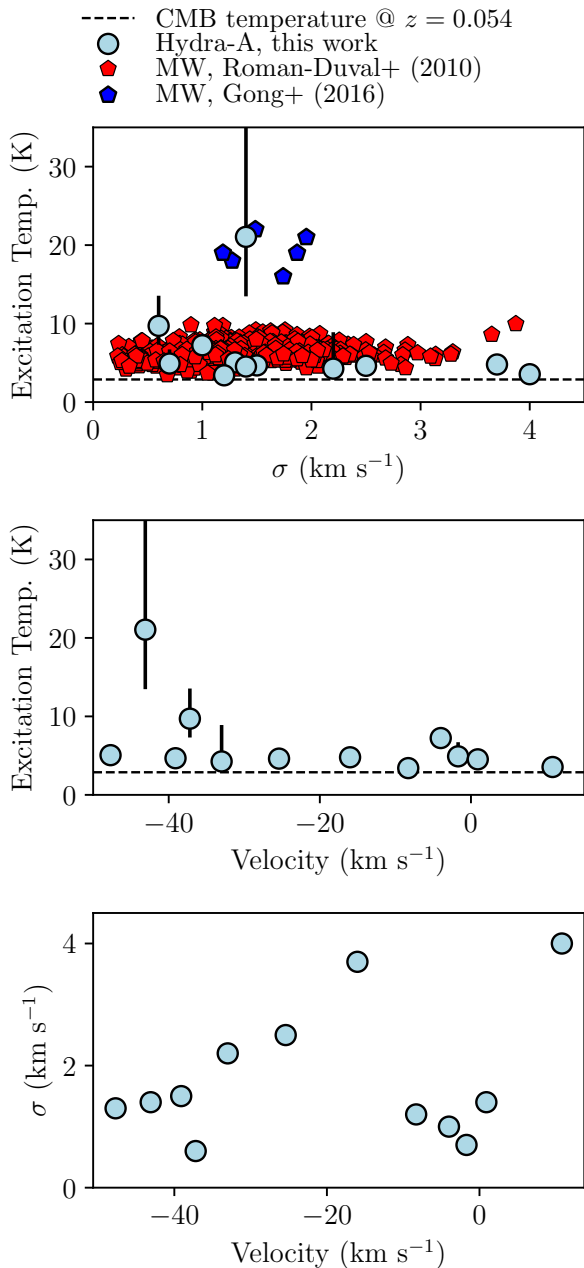 CMB temperature @ z = 0.054
Hydra-A, this work
MW, Roman-Duval+ (2010)
MW, Gong+ (2016)
Excitation Temp. (K)
30
20
10
0
0 1 2 3 4
σ (km s⁻¹)
Excitation Temp. (K)
30
20
10
0
−40 −20 0
Velocity (km s⁻¹)
σ (km s⁻¹)
4
2
0
−40 −20 0
Velocity (km s⁻¹)